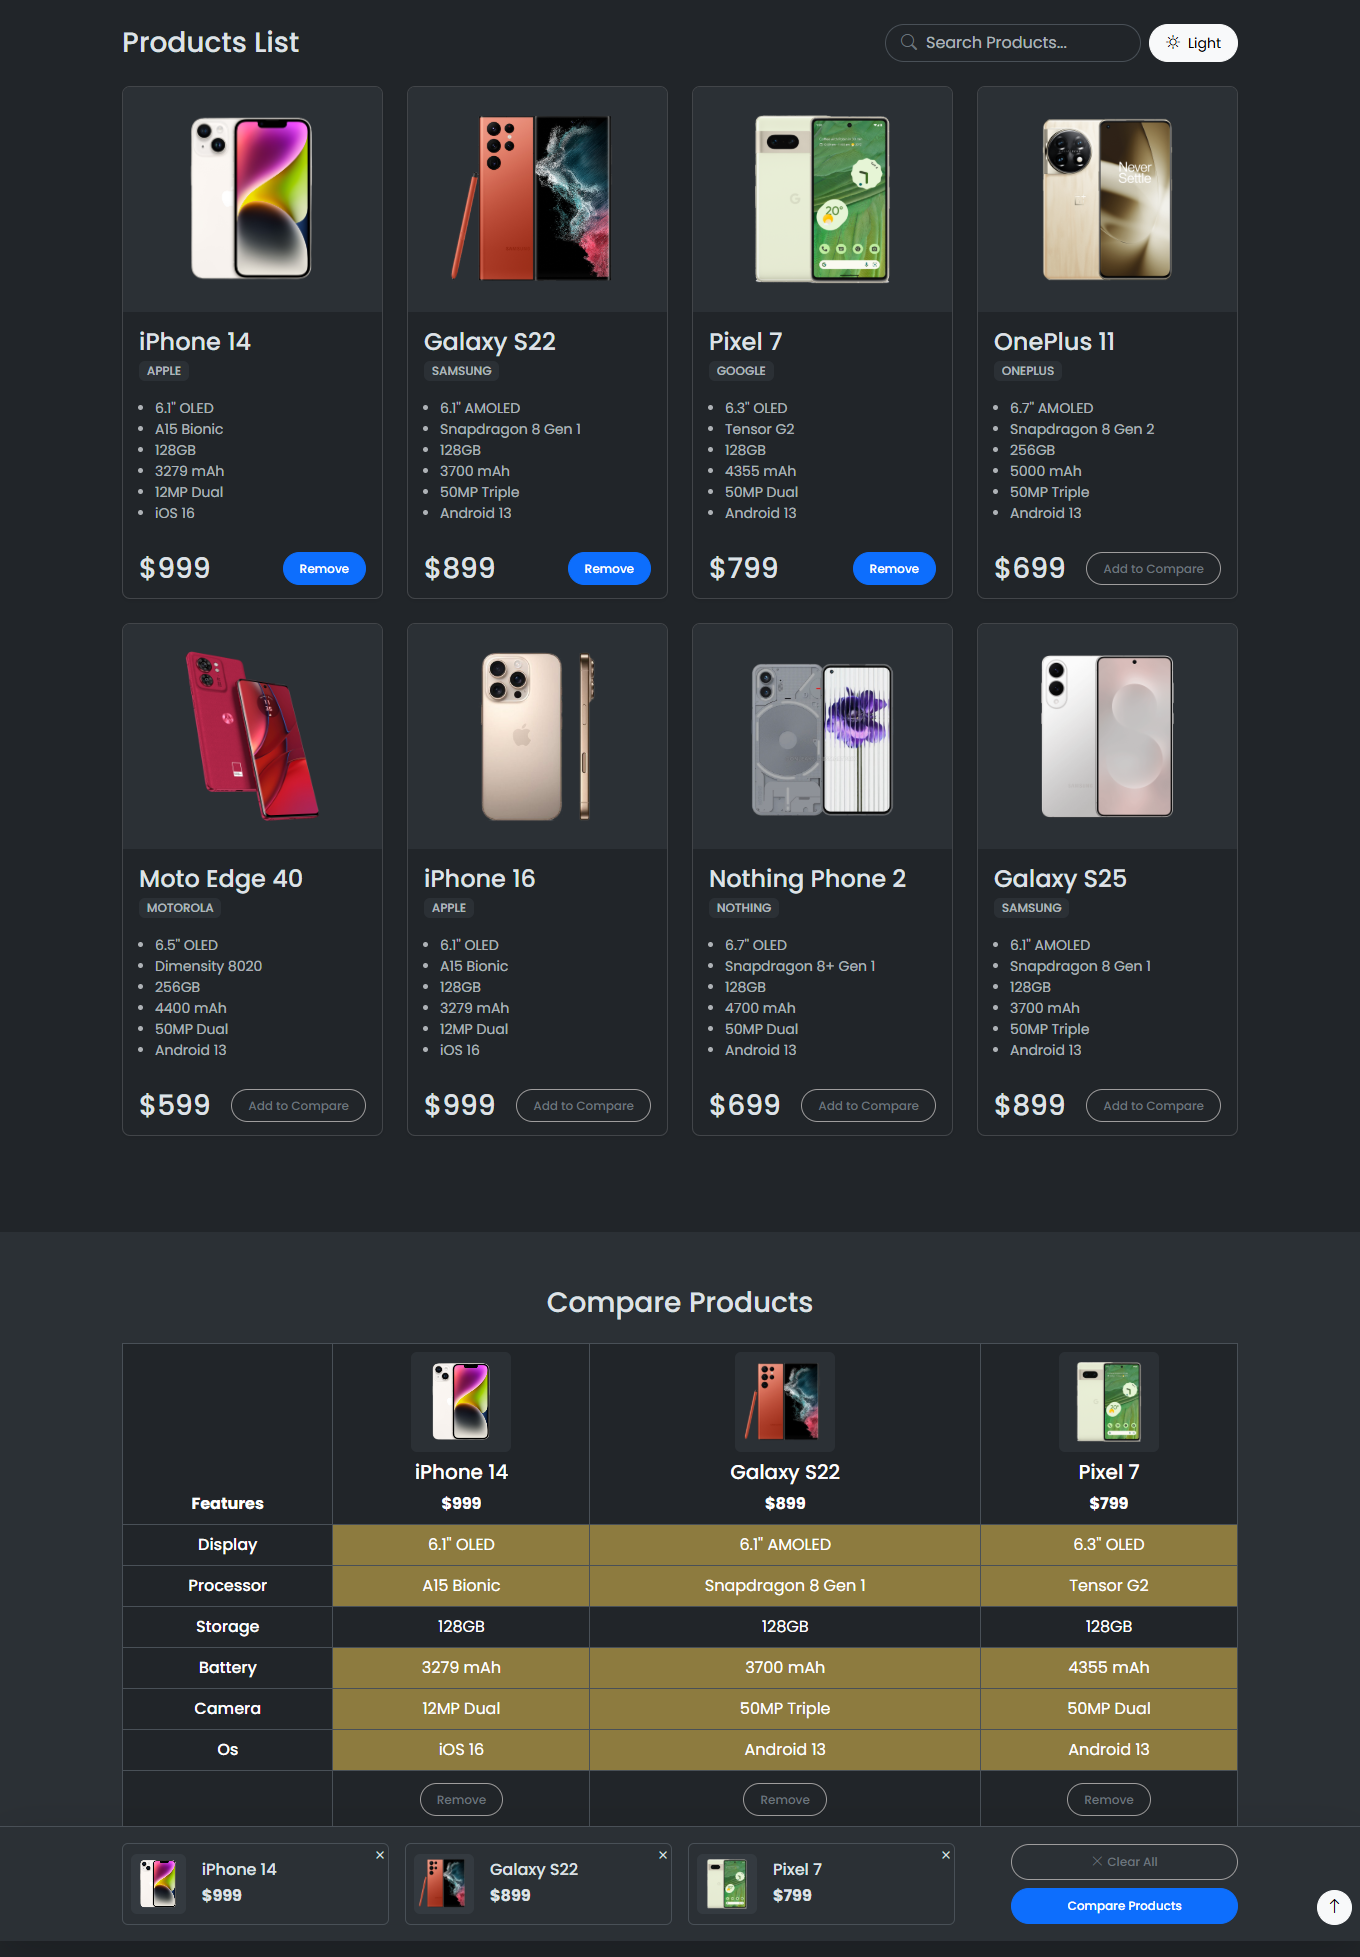 Products List
Search Products...
Light
Never
Settle
20°
iPhone 14
APPLE
6.1" OLED
A15 Bionic
128GB
3279 mAh
12MP Dual
iOS 16
$999
Remove
Galaxy S22
SAMSUNG
6.1" AMOLED
Snapdragon 8 Gen 1
128GB
3700 mAh
50MP Triple
Android 13
$899
Remove
Pixel 7
GOOGLE
6.3" OLED
Tensor G2
128GB
4355 mAh
50MP Dual
Android 13
$799
Remove
OnePlus 11
ONEPLUS
6.7" AMOLED
Snapdragon 8 Gen 2
256GB
5000 mAh
50MP Triple
Android 13
$699
Add to Compare
Moto Edge 40
MOTOROLA
6.5" OLED
Dimensity 8020
256GB
4400 mAh
50MP Dual
Android 13
$599
Add to Compare
iPhone 16
APPLE
6.1" OLED
A15 Bionic
128GB
3279 mAh
12MP Dual
iOS 16
$999
Add to Compare
Nothing Phone 2
NOTHING
6.7" OLED
Snapdragon 8+ Gen 1
128GB
4700 mAh
50MP Dual
Android 13
$699
Add to Compare
Galaxy S25
SAMSUNG
6.1" AMOLED
Snapdragon 8 Gen 1
128GB
3700 mAh
50MP Triple
Android 13
$899
Add to Compare
Compare Products
iPhone 14 Galaxy S22 Pixel 7
Features $999 $899 $799
Display 6.1" OLED 6.1" AMOLED 6.3" OLED
Processor A15 Bionic Snapdragon 8 Gen 1 Tensor G2
Storage 128GB 128GB 128GB
Battery 3279 mAh 3700 mAh 4355 mAh
Camera 12MP Dual 50MP Triple 50MP Dual
Os iOS 16 Android 13 Android 13
Remove Remove Remove
iPhone 14
$999
Galaxy S22
$899
Pixel 7
$799
Clear All
Compare Products